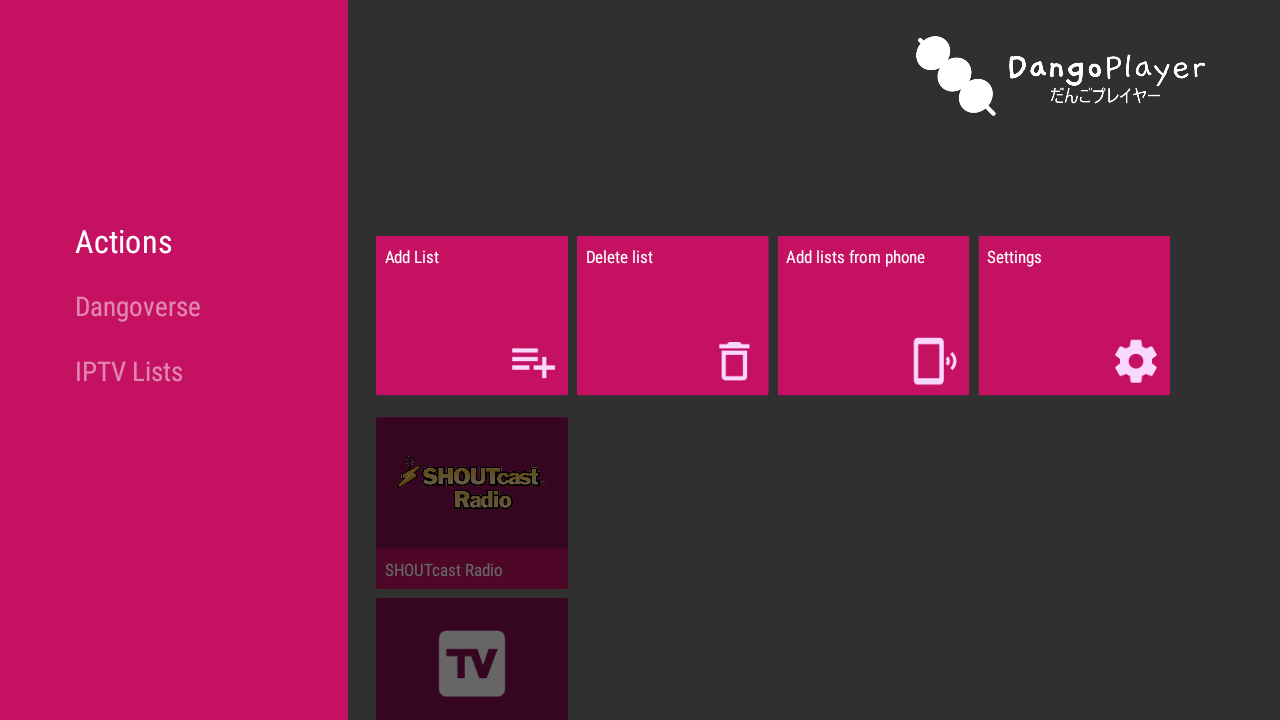 DangoPlayer
だんごプレイヤー
Actions
Dangoverse
IPTV Lists
Add List
Delete list
Add lists from phone
Settings
SHOUTcast
Radio
SHOUTcast Radio
TV